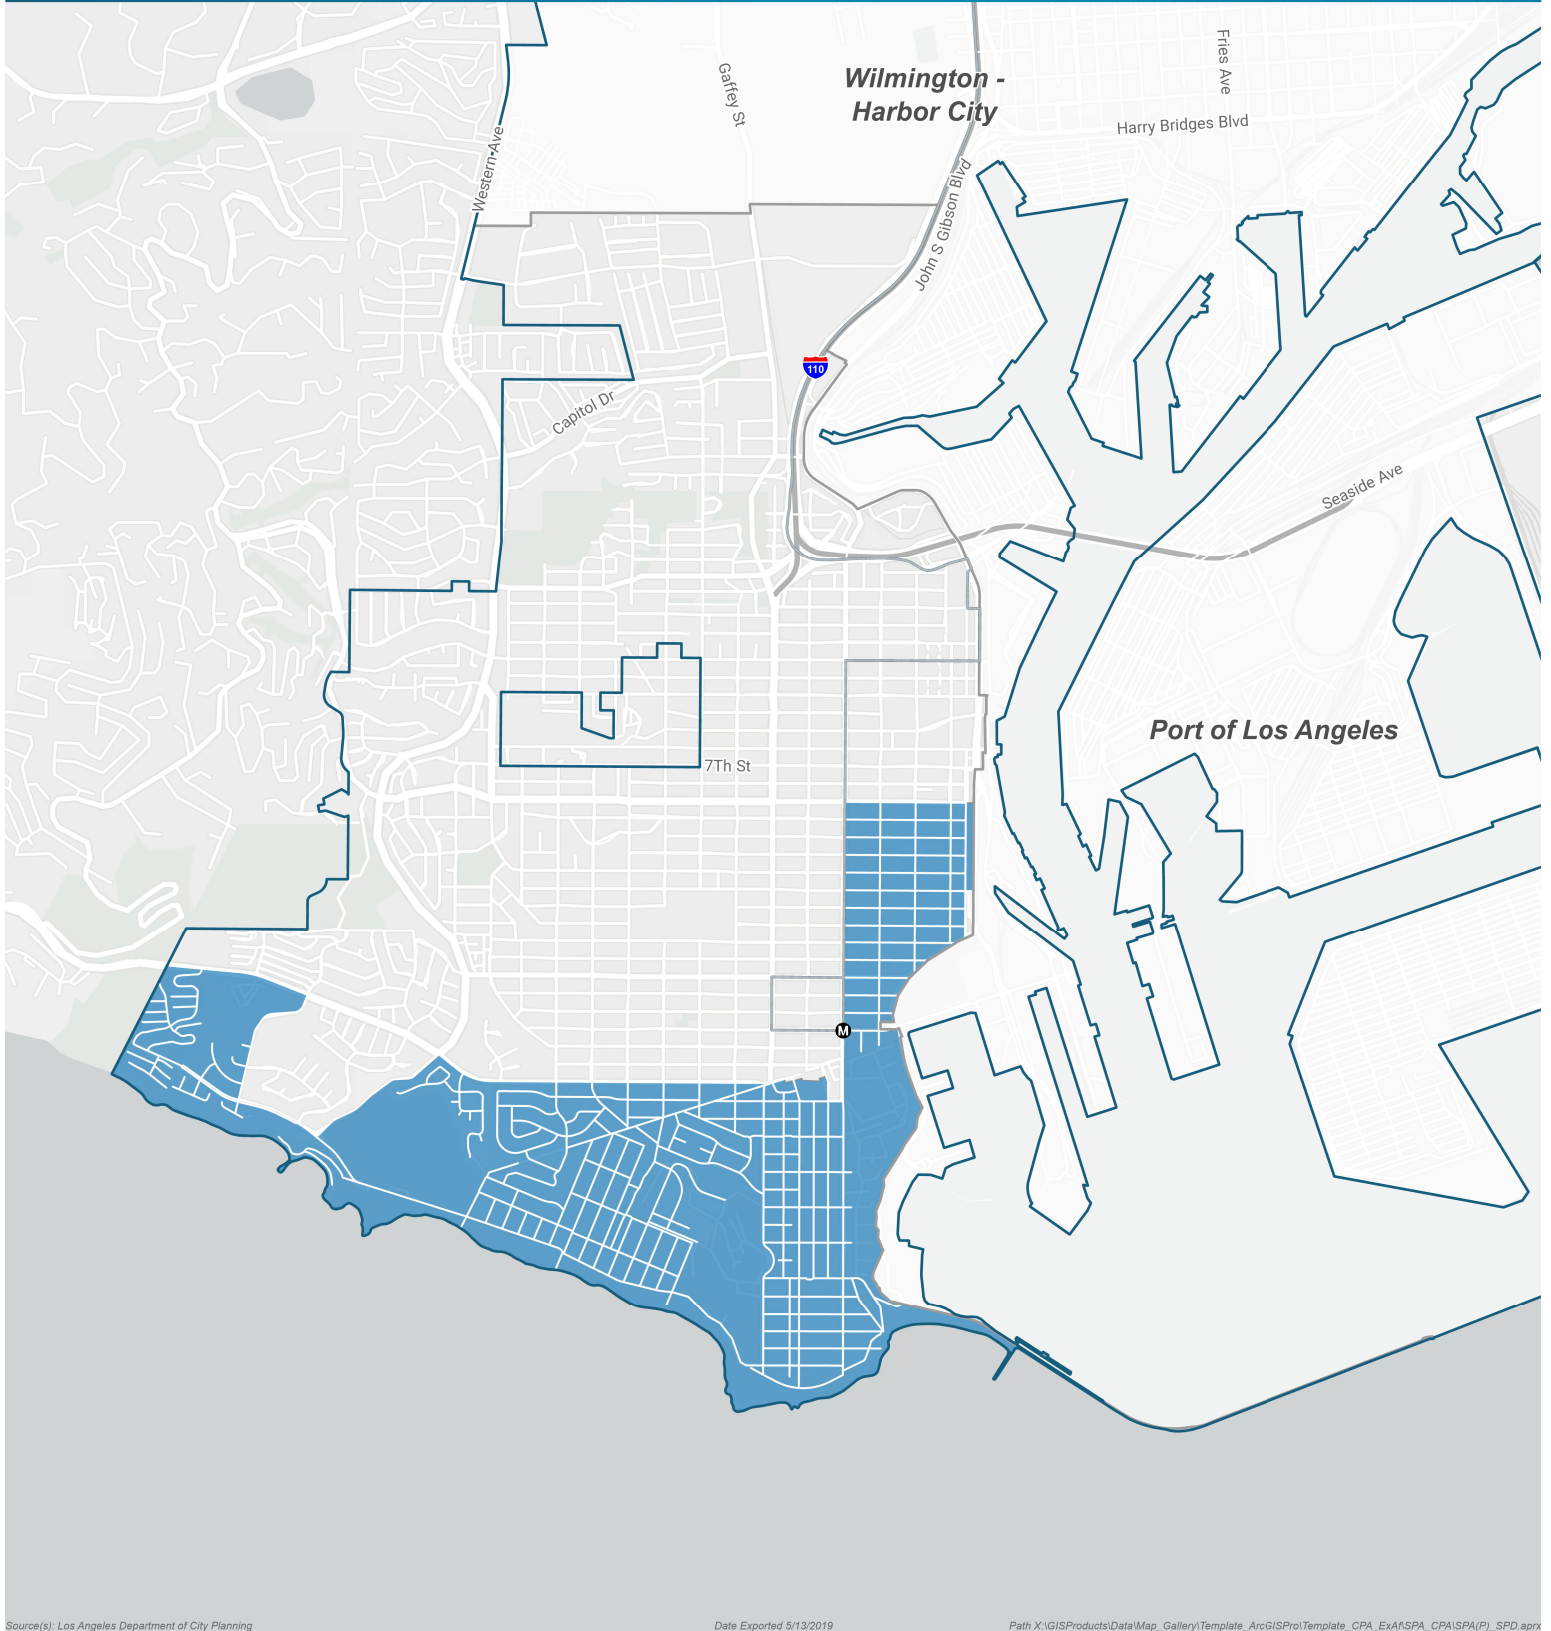 Fries Ave
Gaffey St
Wilmington -
Harbor City
Harry Bridges Blvd
Western Ave
John S Gibson Blvd
110
Capitol Dr
Seaside Ave
Port of Los Angeles
7Th St
M
Source(s): Los Angeles Department of City Planning
Date Exported 5/13/2019
Path X:\GISProducts\Data\Map_Gallery\Template_ArcGISPro\Template_CPA_ExAf\SPA_CPA\SPA(P)_SPD.aprx